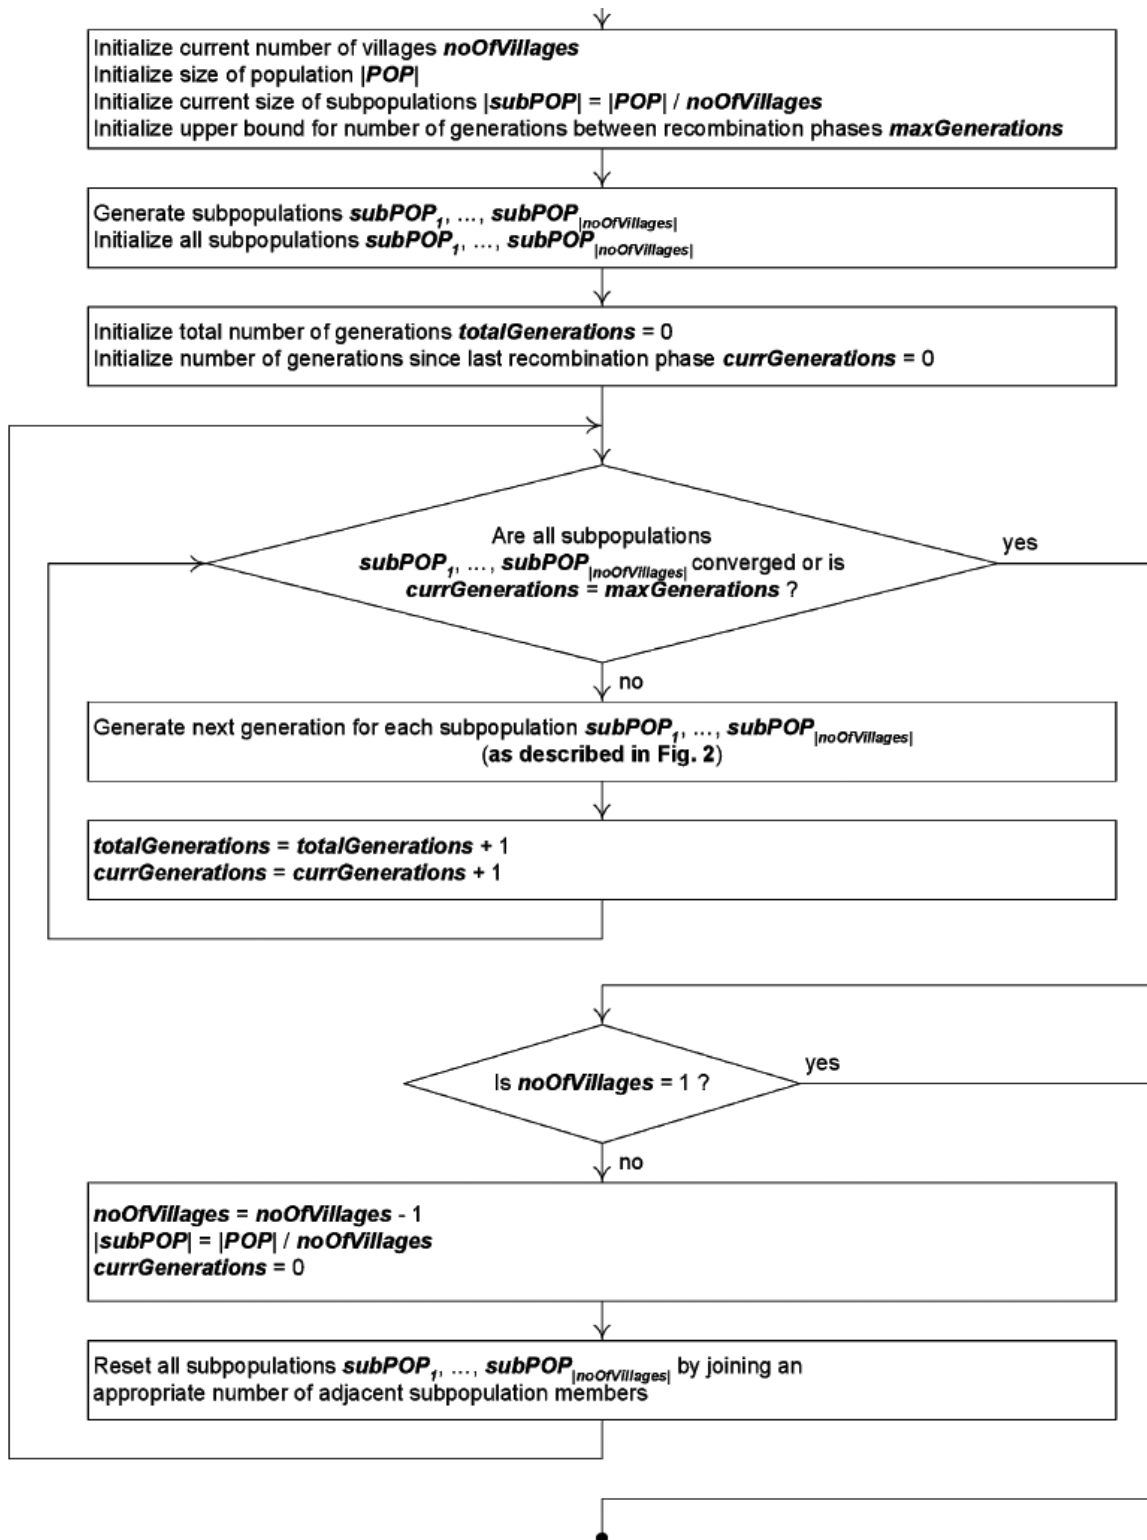 Initialize current number of villages noOfVillages
Initialize size of population |POP|
Initialize current size of subpopulations |subPOP| = |POP| / noOfVillages
Initialize upper bound for number of generations between recombination phases maxGenerations
Generate subpopulations subPOP1, ..., subPOP|noOfVillages|
Initialize all subpopulations subPOP1, ..., subPOP|noOfVillages|
Initialize total number of generations totalGenerations = 0
Initialize number of generations since last recombination phase currGenerations = 0
Are all subpopulations
subPOP1, ..., subPOP|noOfVillages| converged or is
currGenerations = maxGenerations ?
yes
no
Generate next generation for each subpopulation subPOP1, ..., subPOP|noOfVillages|
(as described in Fig. 2)
totalGenerations = totalGenerations + 1
currGenerations = currGenerations + 1
Is noOfVillages = 1 ?
yes
no
noOfVillages = noOfVillages - 1
|subPOP| = |POP| / noOfVillages
currGenerations = 0
Reset all subpopulations subPOP1, ..., subPOP|noOfVillages| by joining an
appropriate number of adjacent subpopulation members